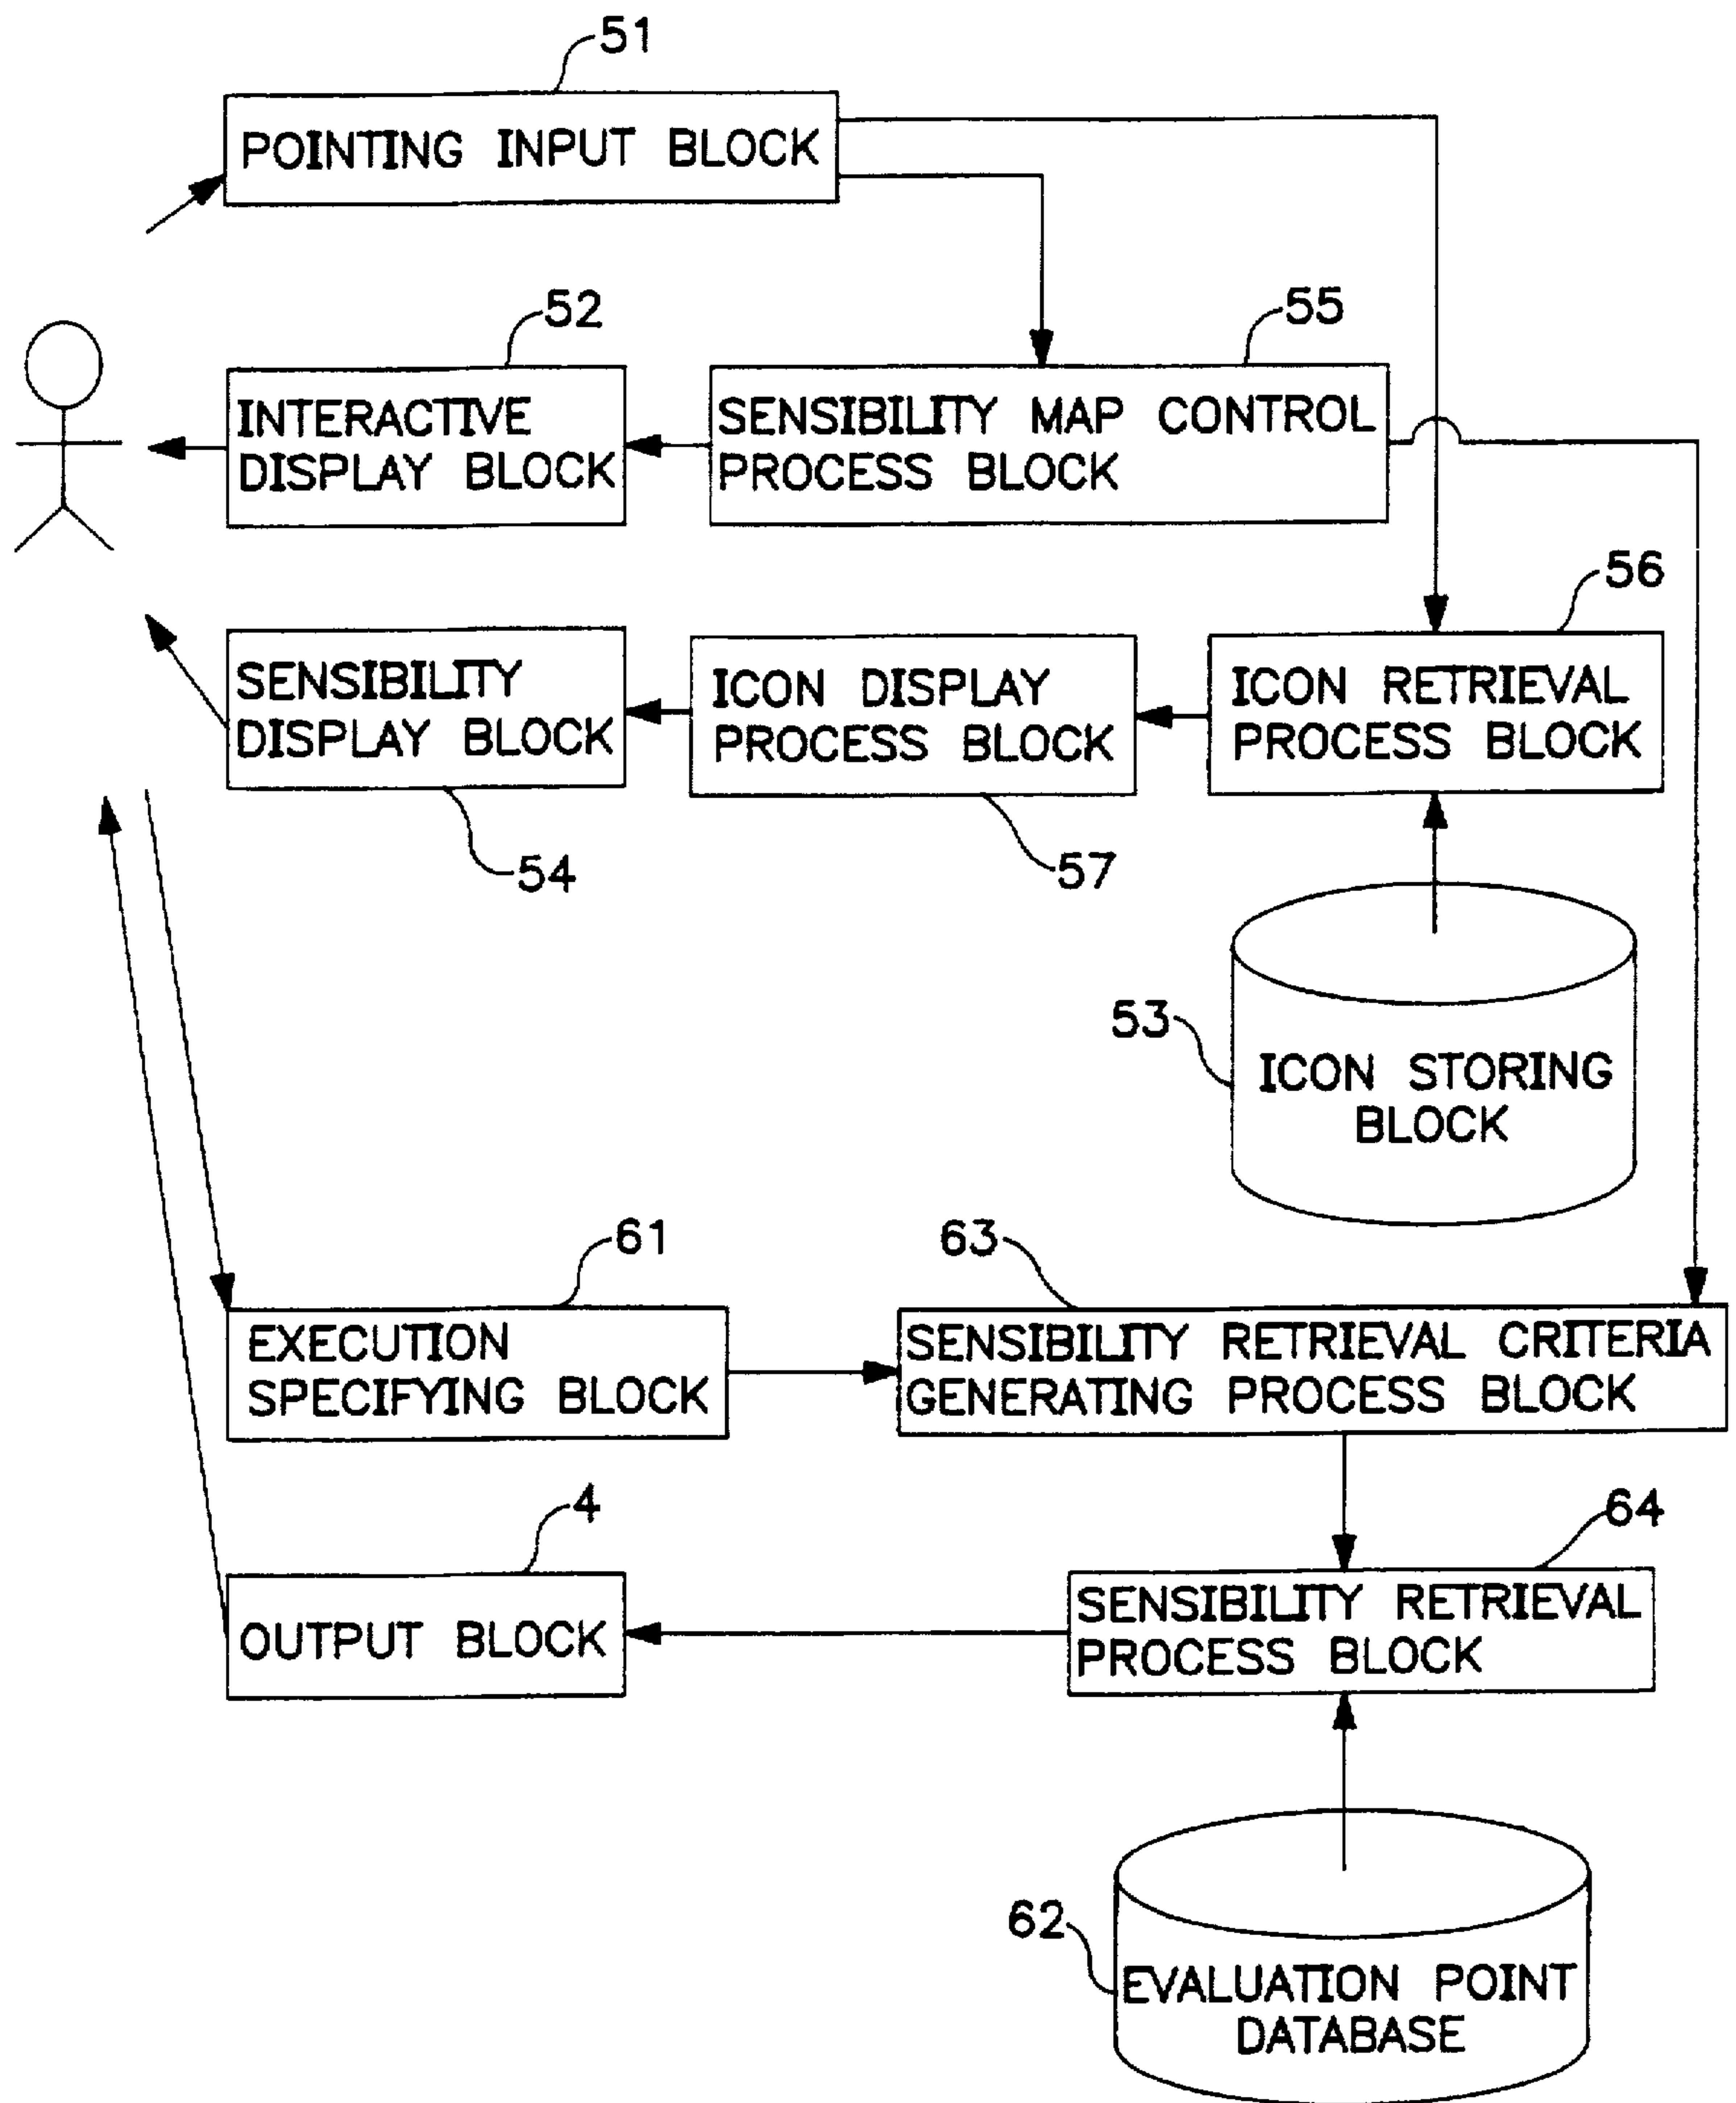 51
POINTING INPUT BLOCK
52
INTERACTIVE
DISPLAY BLOCK
55
SENSIBILITY MAP CONTROL
PROCESS BLOCK
56
SENSIBILITY
DISPLAY BLOCK
54
ICON DISPLAY
PROCESS BLOCK
57
ICON RETRIEVAL
PROCESS BLOCK
53
ICON STORING
BLOCK
61
EXECUTION
SPECIFYING BLOCK
63
SENSIBILITY RETRIEVAL CRITERIA
GENERATING PROCESS BLOCK
4
OUTPUT BLOCK
64
SENSIBILITY RETRIEVAL
PROCESS BLOCK
62
EVALUATION POINT
DATABASE